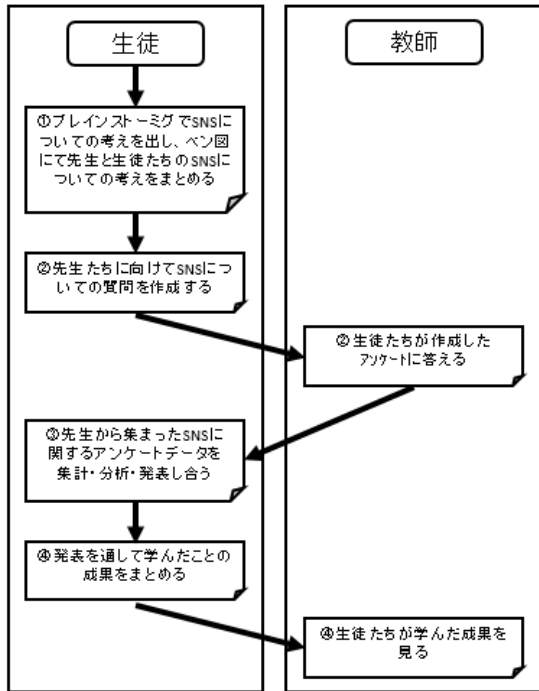 生徒
教師
①ブレインストーミグでSNSに
ついての考えを出し、ベン図
にて先生と生徒たちのSNSに
ついての考えをまとめる
②先生たちに向けてSNSにつ
いての質問を作成する
②生徒たちが作成した
アンケートに答える
③先生から集まったSNSに
関するアンケートデータを
集計・分析・発表し合う
④発表を通して学んだことの
成果をまとめる
④生徒たちが学んだ成果を
見る